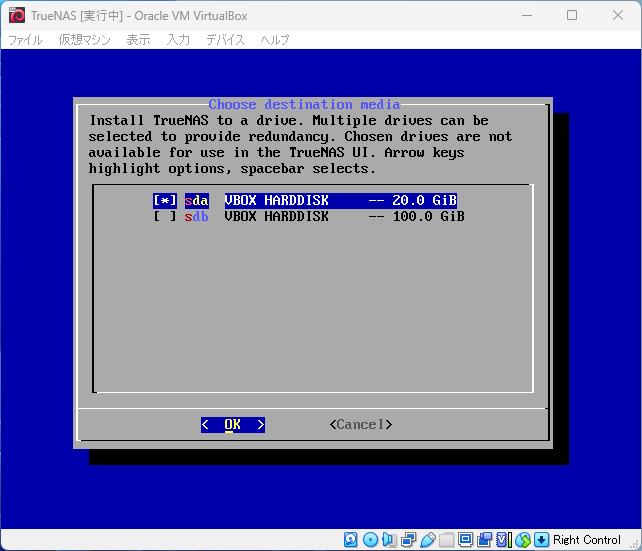 TrueNAS [実行中] - Oracle VM VirtualBox
ファイル 仮想マシン 表示 入力 デバイス ヘルプ
Choose destination media
Install TrueNAS to a drive. Multiple drives can be
selected to provide redundancy. Chosen drives are not
available for use in the TrueNAS UI. Arrow keys
highlight options, spacebar selects.
[*] sda VBOX HARDDISK -- 20.0 GiB
[ ] sdb VBOX HARDDISK -- 100.0 GiB
< OK > <Cancel>
Right Control